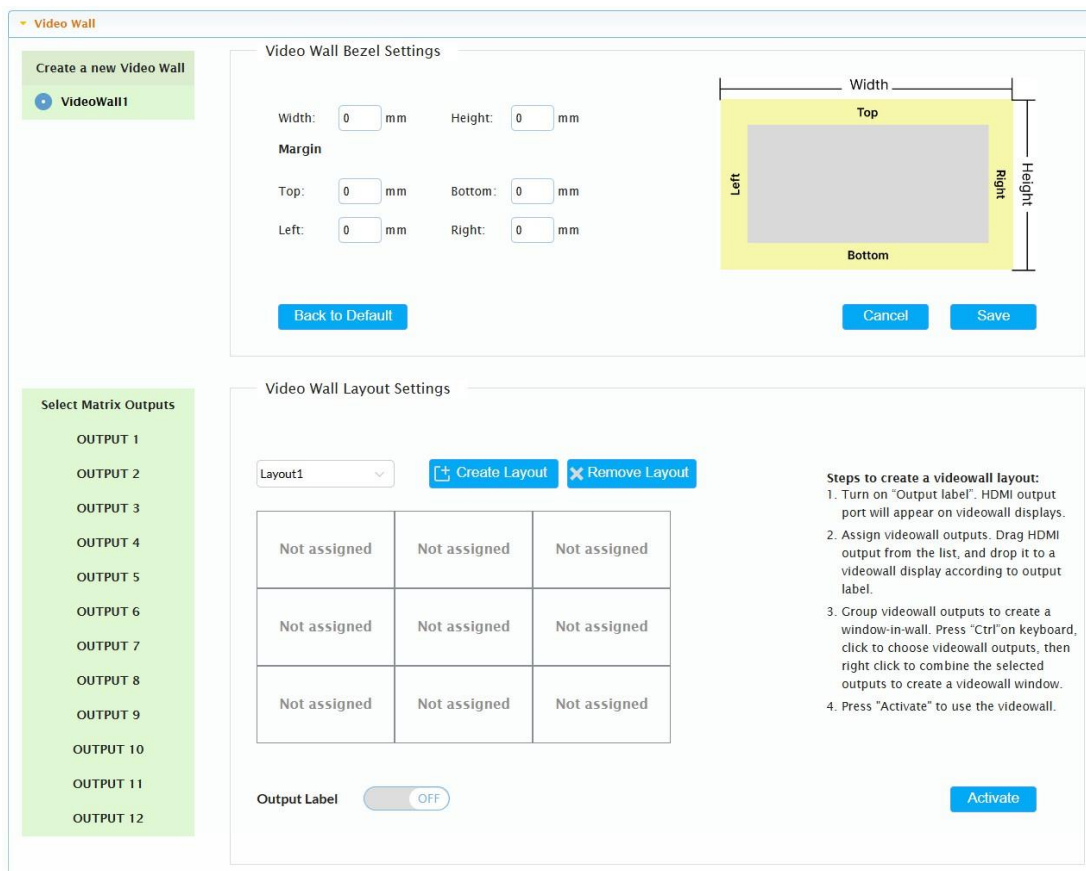 Video Wall
Create a new Video Wall
VideoWall1
Video Wall Bezel Settings
Width: 0 mm Height: 0 mm
Margin
Top: 0 mm Bottom: 0 mm
Left: 0 mm Right: 0 mm
Width
Top
Left
Right
Height
Bottom
Back to Default
Cancel
Save
Select Matrix Outputs
OUTPUT 1
OUTPUT 2
OUTPUT 3
OUTPUT 4
OUTPUT 5
OUTPUT 6
OUTPUT 7
OUTPUT 8
OUTPUT 9
OUTPUT 10
OUTPUT 11
OUTPUT 12
Video Wall Layout Settings
Layout1
Create Layout
Remove Layout
Not assigned Not assigned Not assigned
Not assigned Not assigned Not assigned
Not assigned Not assigned Not assigned
Output Label OFF
Steps to create a videowall layout:
1. Turn on “Output label”. HDMI output
port will appear on videowall displays.
2. Assign videowall outputs. Drag HDMI
output from the list, and drop it to a
videowall display according to output
label.
3. Group videowall outputs to create a
window-in-wall. Press “Ctrl”on keyboard,
click to choose videowall outputs, then
right click to combine the selected
outputs to create a videowall window.
4. Press "Activate" to use the videowall.
Activate